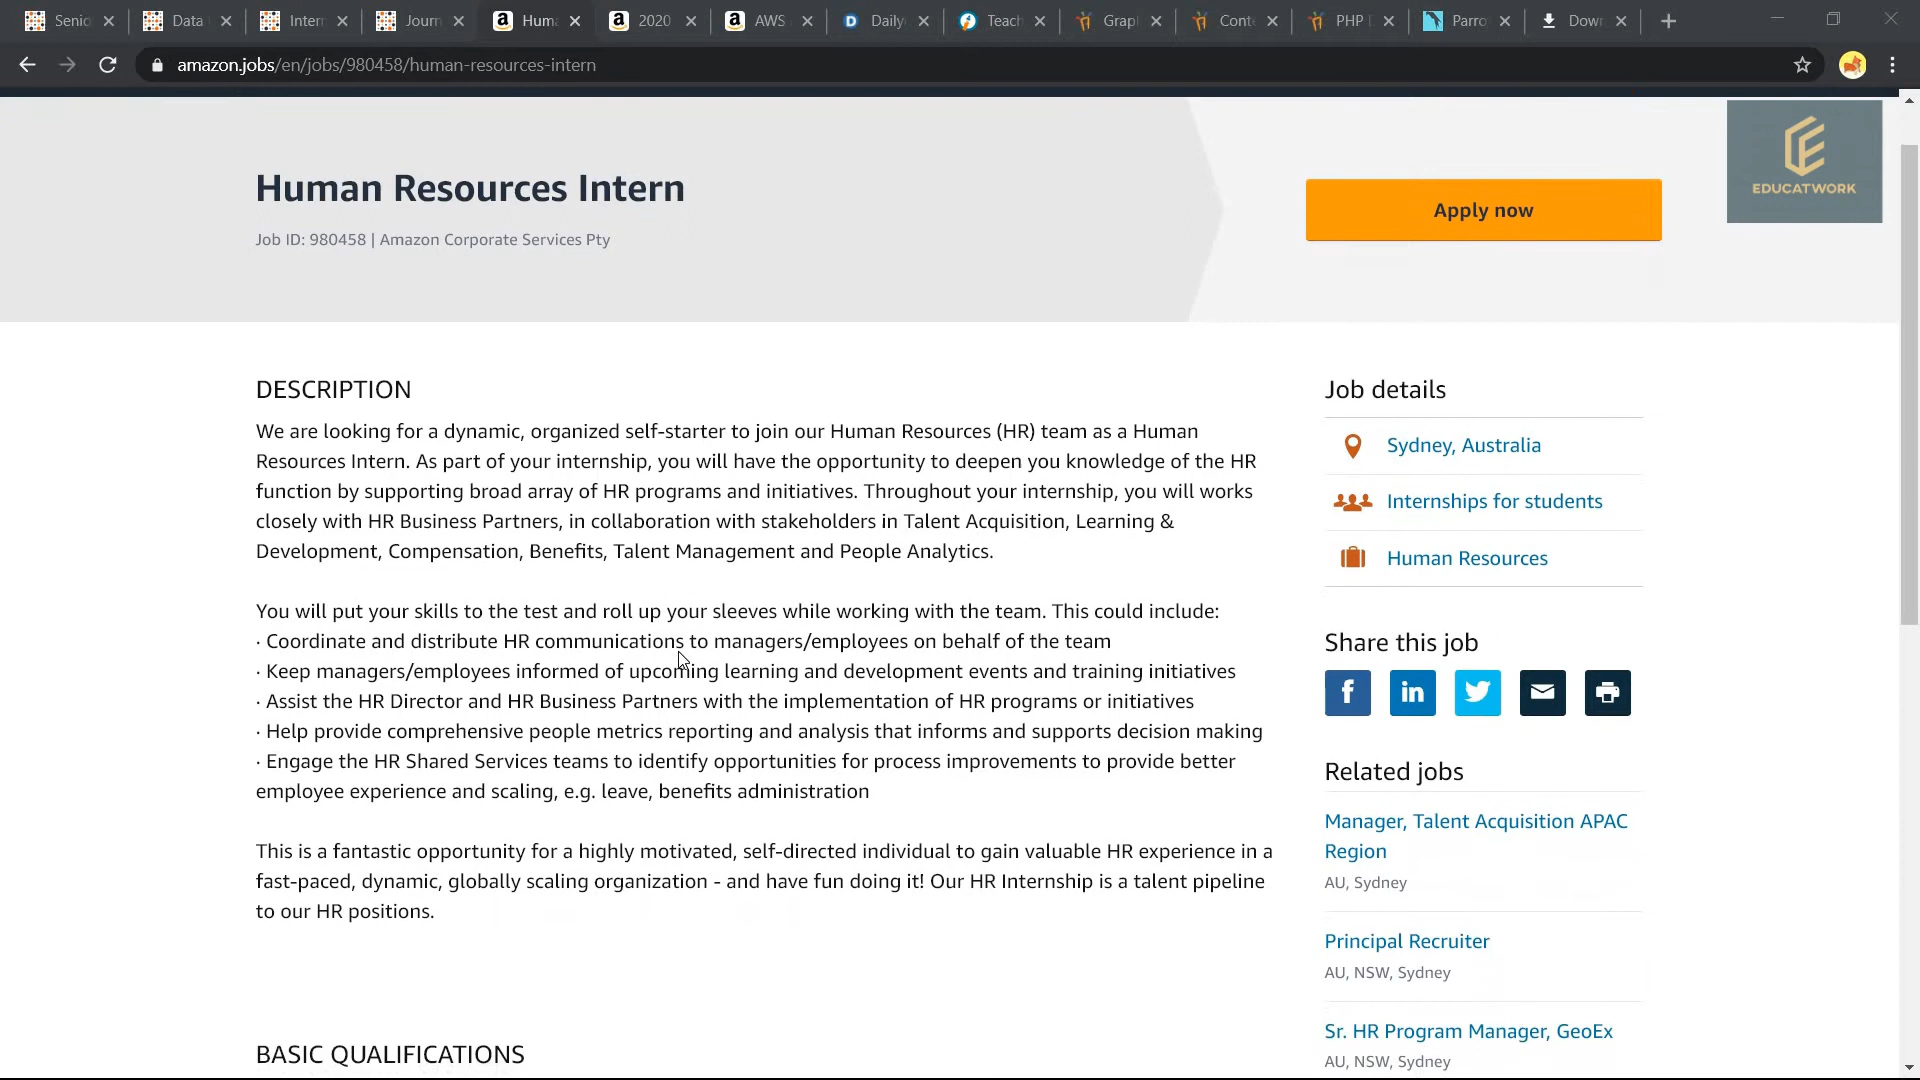 Senio
Data
Intern
Journ
Huma
2020
AWS
Daily
Teach
Grap
Conte
PHP
Parro
Down
amazon.jobs/en/jobs/980458/human-resources-intern
EDUCATWORK
Human Resources Intern
Apply now
Job ID: 980458 | Amazon Corporate Services Pty
DESCRIPTION
We are looking for a dynamic, organized self-starter to join our Human Resources (HR) team as a Human
Resources Intern. As part of your internship, you will have the opportunity to deepen you knowledge of the HR
function by supporting broad array of HR programs and initiatives. Throughout your internship, you will works
closely with HR Business Partners, in collaboration with stakeholders in Talent Acquisition, Learning &
Development, Compensation, Benefits, Talent Management and People Analytics.
You will put your skills to the test and roll up your sleeves while working with the team. This could include:
· Coordinate and distribute HR communications to managers/employees on behalf of the team
· Keep managers/employees informed of upcoming learning and development events and training initiatives
· Assist the HR Director and HR Business Partners with the implementation of HR programs or initiatives
· Help provide comprehensive people metrics reporting and analysis that informs and supports decision making
· Engage the HR Shared Services teams to identify opportunities for process improvements to provide better
employee experience and scaling, e.g. leave, benefits administration
This is a fantastic opportunity for a highly motivated, self-directed individual to gain valuable HR experience in a
fast-paced, dynamic, globally scaling organization - and have fun doing it! Our HR Internship is a talent pipeline
to our HR positions.
BASIC QUALIFICATIONS
Job details
Sydney, Australia
Internships for students
Human Resources
Share this job
Related jobs
Manager, Talent Acquisition APAC
Region
AU, Sydney
Principal Recruiter
AU, NSW, Sydney
Sr. HR Program Manager, GeoEx
AU, NSW, Sydney